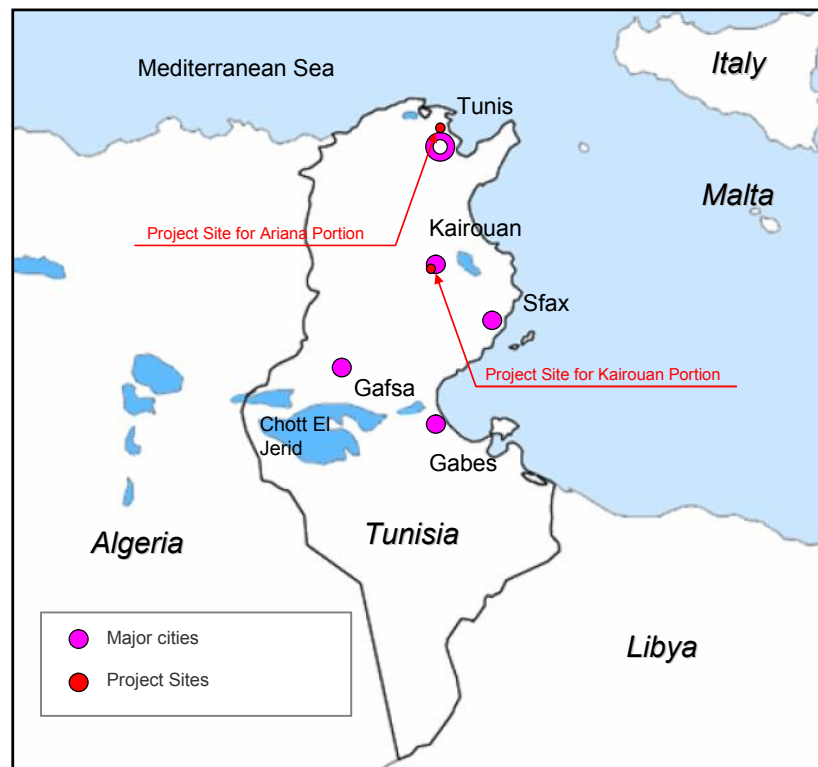 Mediterranean Sea
Italy
Tunis
Malta
Project Site for Ariana Portion
Kairouan
Sfax
Project Site for Kairouan Portion
Gafsa
Chott El
Jerid
Gabes
Algeria
Tunisia
Libya
Major cities
Project Sites